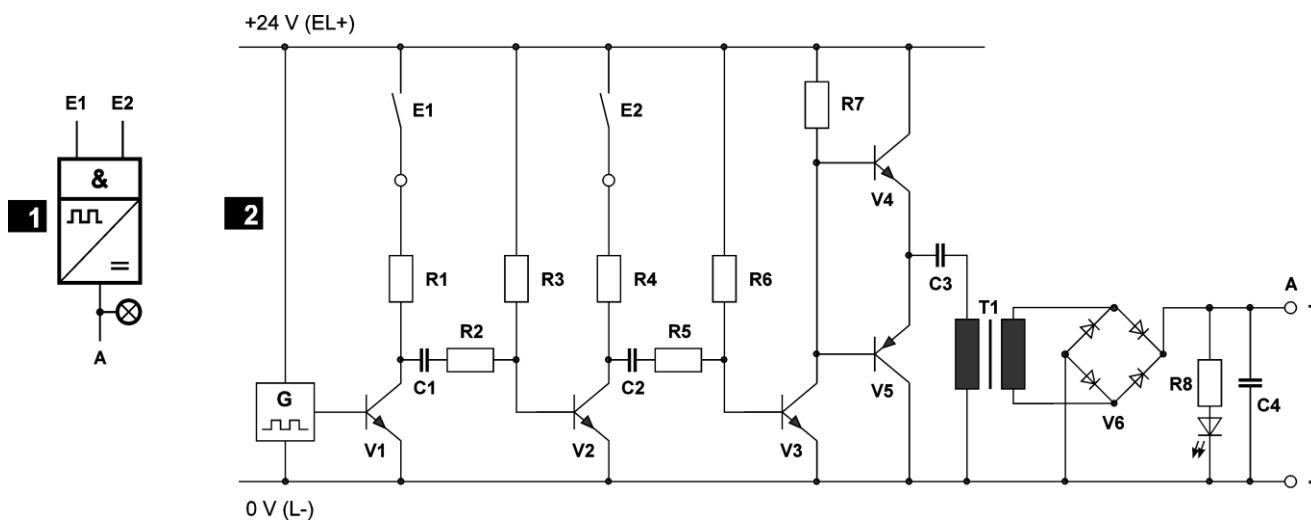 +24 V (EL+)
E1 E2
&
A
1
2
E1
E2
R7
V4
R1
R3
R4
R6
C3
R2
R5
C1
C2
T1
A
V5
R8
C4
G
V6
V1
V2
V3
0 V (L-)